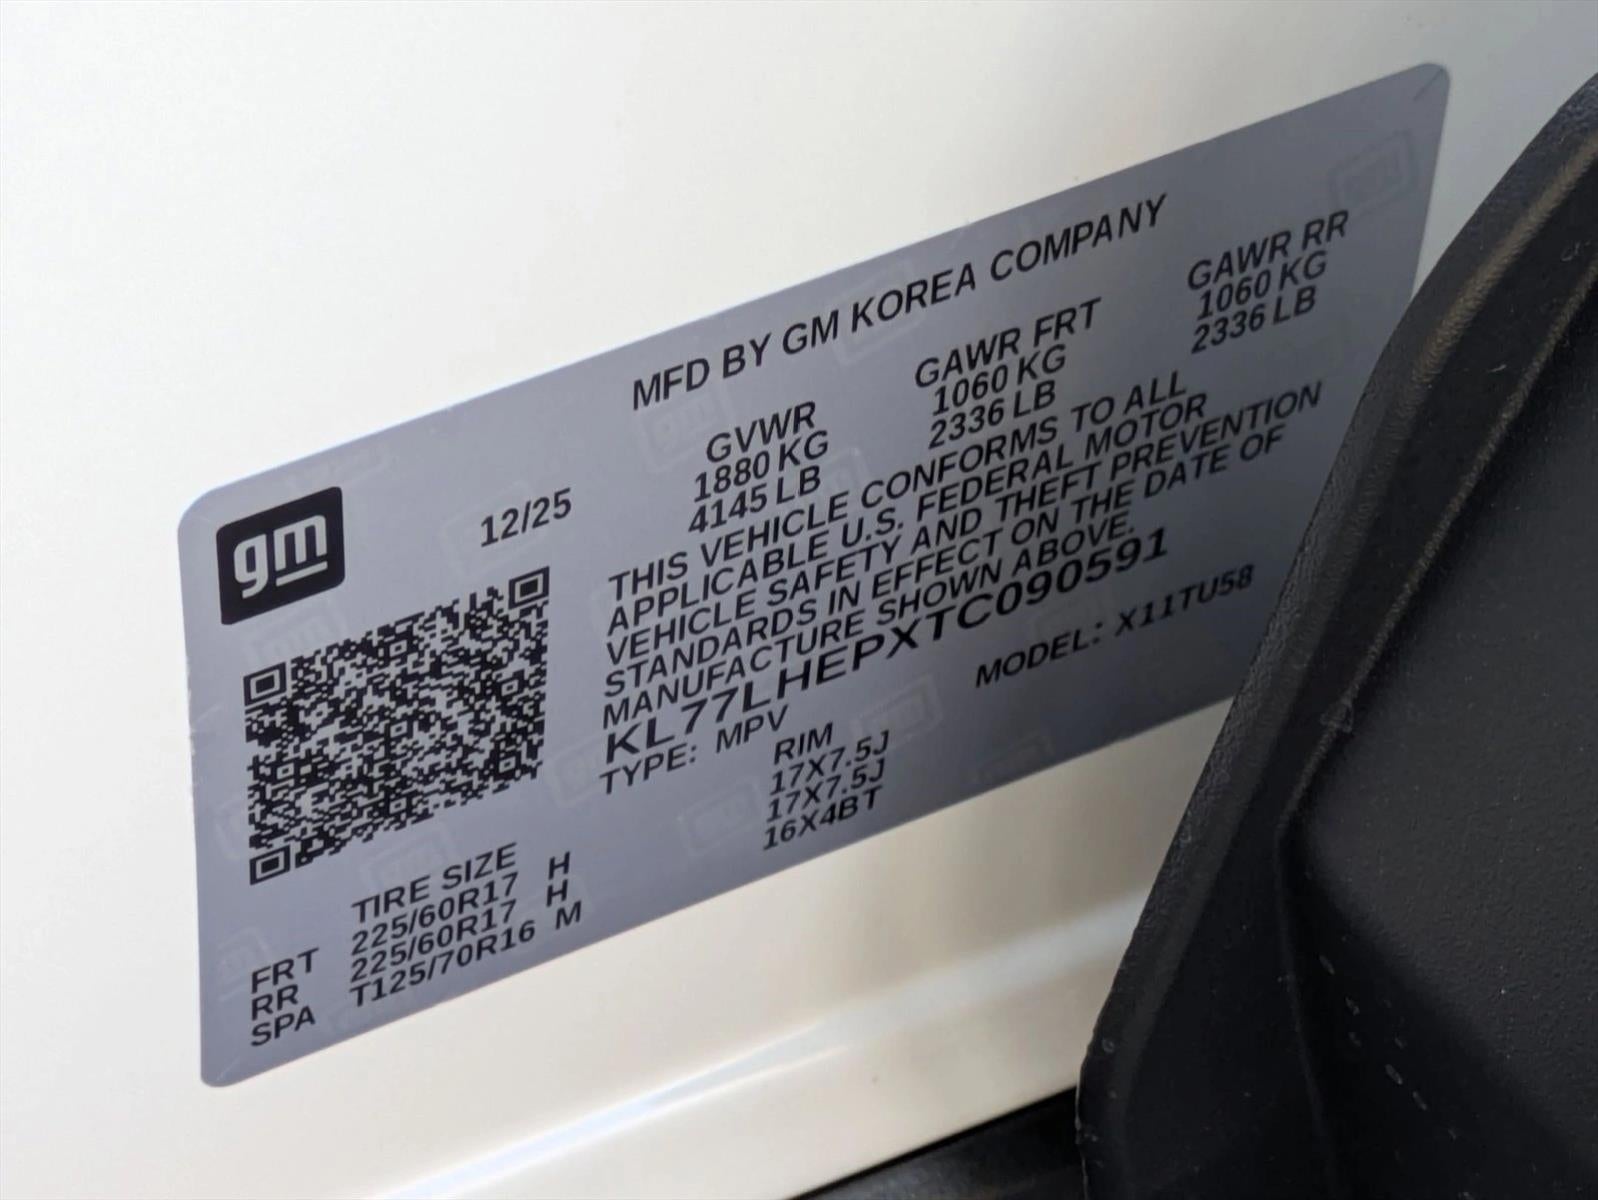 MFD BY GM KOREA COMPANY
gm
12/25
GVWR GAWR FRT GAWR RR
1880 KG 1060 KG 1060 KG
4145 LB 2336 LB 2336 LB
THIS VEHICLE CONFORMS TO ALL
APPLICABLE U.S. FEDERAL MOTOR
VEHICLE SAFETY AND THEFT PREVENTION
STANDARDS IN EFFECT ON THE DATE OF
MANUFACTURE SHOWN ABOVE.
KL77LHEPXTC090591
TYPE: MPV MODEL: X11TU58
TIRE SIZE RIM
FRT 225/60R17 H 17X7.5J
RR 225/60R17 H 17X7.5J
SPA T125/70R16 M 16X4BT